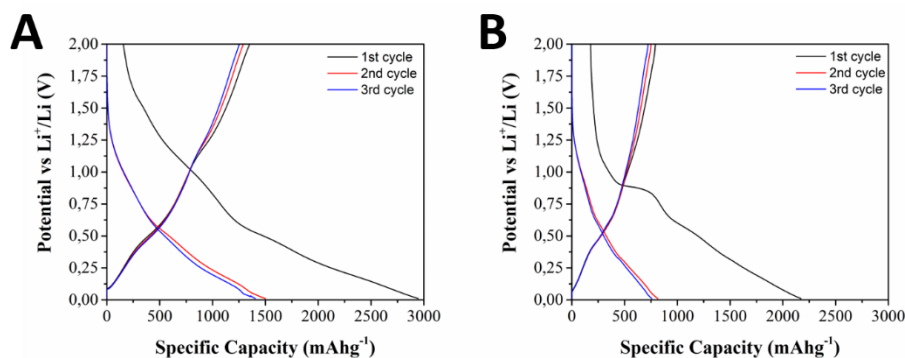 A
2,00
1,75
1,50
1,25
1,00
0,75
0,50
0,25
0,00
Potential vs Li⁺/Li (V)
1st cycle
2nd cycle
3rd cycle
0 500 1000 1500 2000 2500 3000
Specific Capacity (mAhg⁻¹)
B
2,00
1,75
1,50
1,25
1,00
0,75
0,50
0,25
0,00
Potential vs Li⁺/Li (V)
1st cycle
2nd cycle
3rd cycle
0 500 1000 1500 2000 2500 3000
Specific Capacity (mAhg⁻¹)